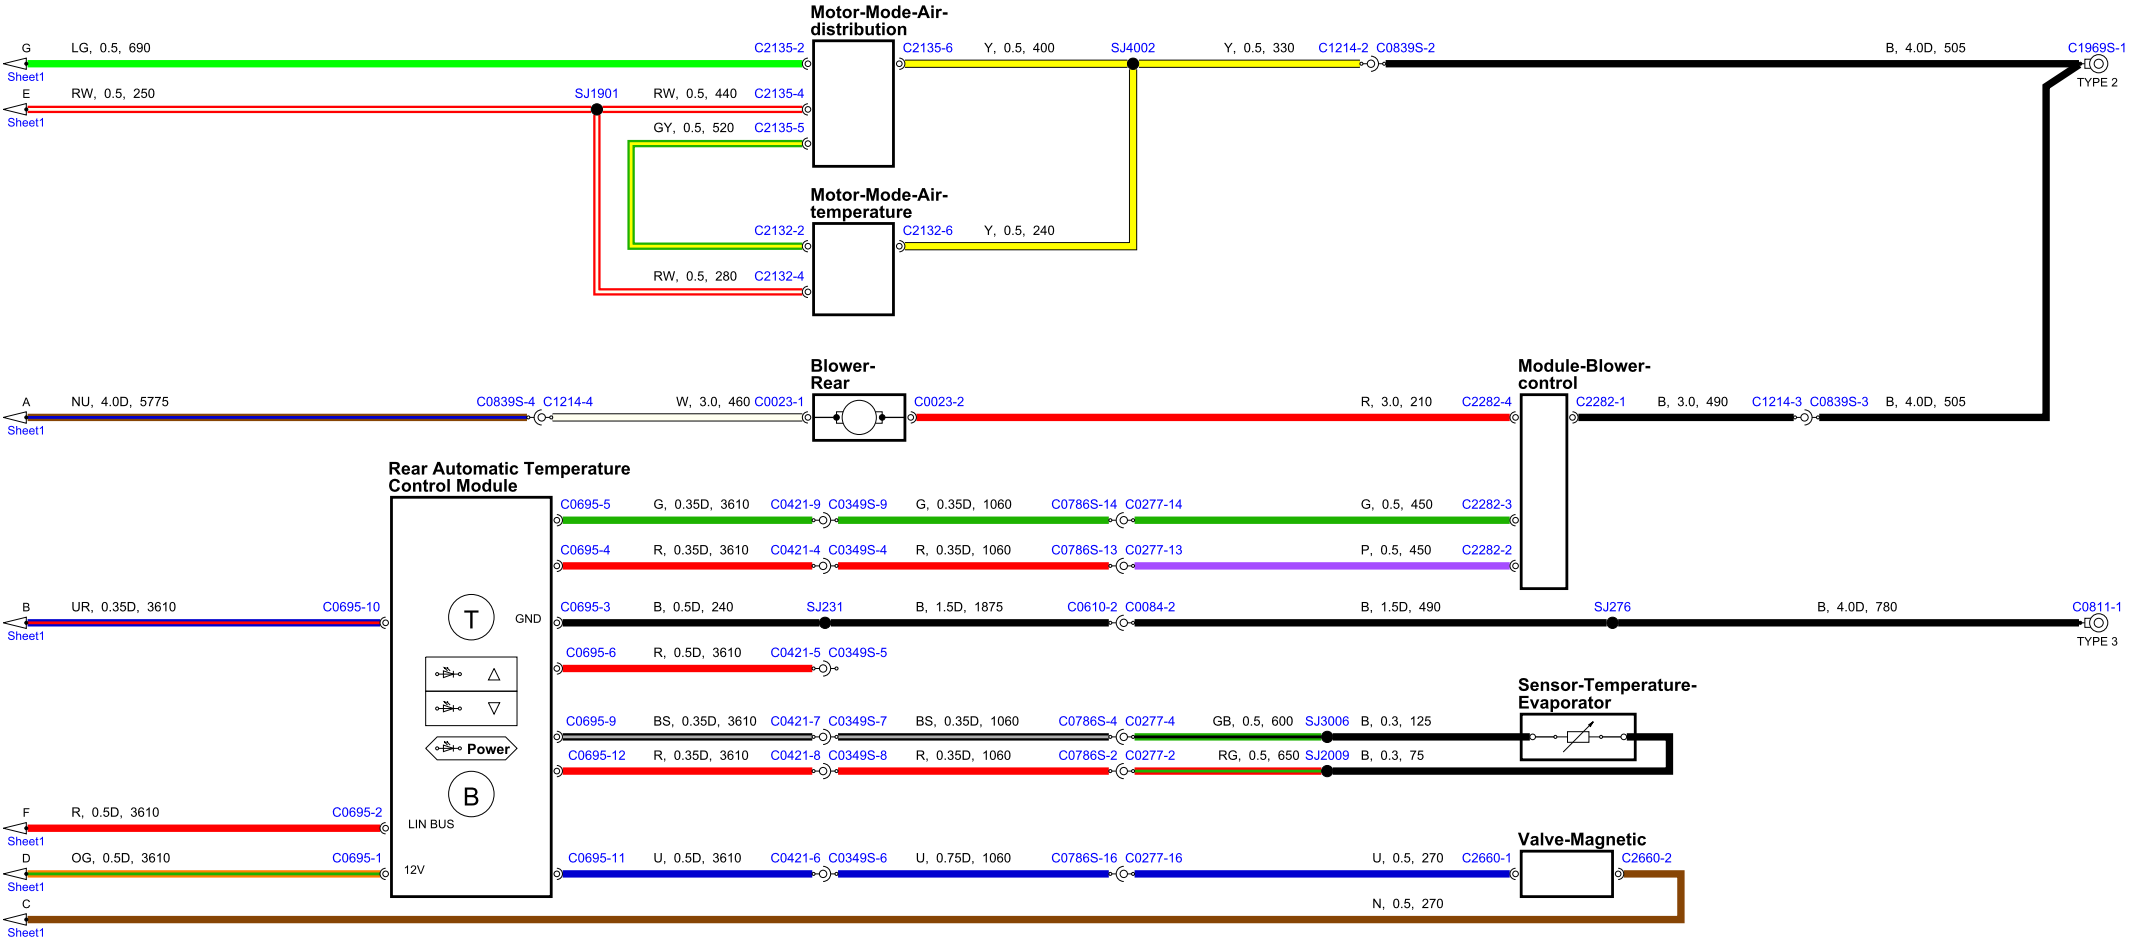 Motor-Mode-Air-
distribution
G LG, 0.5, 690 C2135-2 C2135-6 Y, 0.5, 400 SJ4002 Y, 0.5, 330 C1214-2 C0839S-2 B, 4.0D, 505 C1969S-1
Sheet1
TYPE 2
E RW, 0.5, 250 SJ1901 RW, 0.5, 440 C2135-4
Sheet1
GY, 0.5, 520 C2135-5
Motor-Mode-Air-
temperature
C2132-2 C2132-6 Y, 0.5, 240
RW, 0.5, 280 C2132-4
Blower-
Rear
Module-Blower-
control
A NU, 4.0D, 5775 C0839S-4 C1214-4 W, 3.0, 460 C0023-1 C0023-2 R, 3.0, 210 C2282-4 C2282-1 B, 3.0, 490 C1214-3 C0839S-3 B, 4.0D, 505
Sheet1
Rear Automatic Temperature
Control Module
C0695-5 G, 0.35D, 3610 C0421-9 C0349S-9 G, 0.35D, 1060 C0786S-14 C0277-14 G, 0.5, 450 C2282-3
C0695-4 R, 0.35D, 3610 C0421-4 C0349S-4 R, 0.35D, 1060 C0786S-13 C0277-13 P, 0.5, 450 C2282-2
B UR, 0.35D, 3610 C0695-10 C0695-3 B, 0.5D, 240 SJ231 B, 1.5D, 1875 C0610-2 C0084-2 B, 1.5D, 490 SJ276 B, 4.0D, 780 C0811-1
T GND
Sheet1
TYPE 3
C0695-6 R, 0.5D, 3610 C0421-5 C0349S-5
Sensor-Temperature-
Evaporator
C0695-9 BS, 0.35D, 3610 C0421-7 C0349S-7 BS, 0.35D, 1060 C0786S-4 C0277-4 GB, 0.5, 600 SJ3006 B, 0.3, 125
Power
C0695-12 R, 0.35D, 3610 C0421-8 C0349S-8 R, 0.35D, 1060 C0786S-2 C0277-2 RG, 0.5, 650 SJ2009 B, 0.3, 75
B
F R, 0.5D, 3610 C0695-2
LIN BUS
Sheet1
Valve-Magnetic
D OG, 0.5D, 3610 C0695-1 C0695-11 U, 0.5D, 3610 C0421-6 C0349S-6 U, 0.75D, 1060 C0786S-16 C0277-16 U, 0.5, 270 C2660-1 C2660-2
12V
Sheet1
C N, 0.5, 270
Sheet1